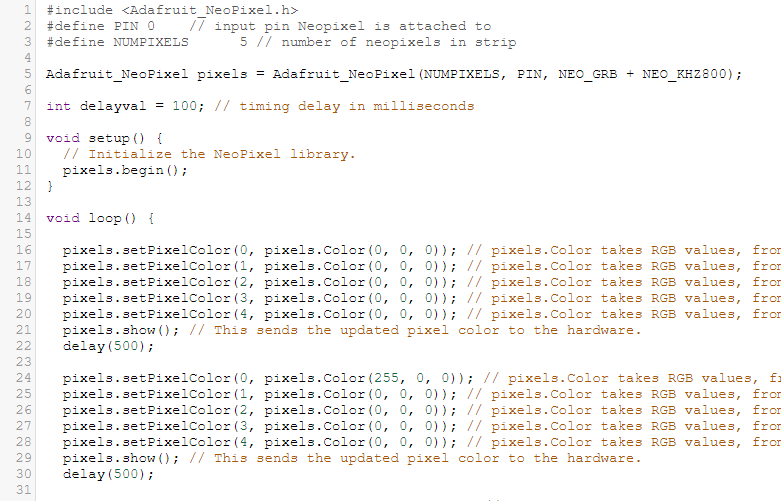 1 #include <Adafruit_NeoPixel.h>
2 #define PIN 0    // input pin Neopixel is attached to
3 #define NUMPIXELS      5 // number of neopixels in strip
4
5 Adafruit_NeoPixel pixels = Adafruit_NeoPixel(NUMPIXELS, PIN, NEO_GRB + NEO_KHZ800);
6
7 int delayval = 100; // timing delay in milliseconds
8
9 void setup() {
10   // Initialize the NeoPixel library.
11   pixels.begin();
12 }
13
14 void loop() {
15
16   pixels.setPixelColor(0, pixels.Color(0, 0, 0)); // pixels.Color takes RGB values,
17   pixels.setPixelColor(1, pixels.Color(0, 0, 0)); // pixels.Color takes RGB values,
18   pixels.setPixelColor(2, pixels.Color(0, 0, 0)); // pixels.Color takes RGB values,
19   pixels.setPixelColor(3, pixels.Color(0, 0, 0)); // pixels.Color takes RGB values,
20   pixels.setPixelColor(4, pixels.Color(0, 0, 0)); // pixels.Color takes RGB values,
21   pixels.show(); // This sends the updated pixel color to the hardware.
22   delay(500);
23
24   pixels.setPixelColor(0, pixels.Color(255, 0, 0)); // pixels.Color takes RGB values,
25   pixels.setPixelColor(1, pixels.Color(0, 0, 0)); // pixels.Color takes RGB values,
26   pixels.setPixelColor(2, pixels.Color(0, 0, 0)); // pixels.Color takes RGB values,
27   pixels.setPixelColor(3, pixels.Color(0, 0, 0)); // pixels.Color takes RGB values,
28   pixels.setPixelColor(4, pixels.Color(0, 0, 0)); // pixels.Color takes RGB values,
29   pixels.show(); // This sends the updated pixel color to the hardware.
30   delay(500);
31